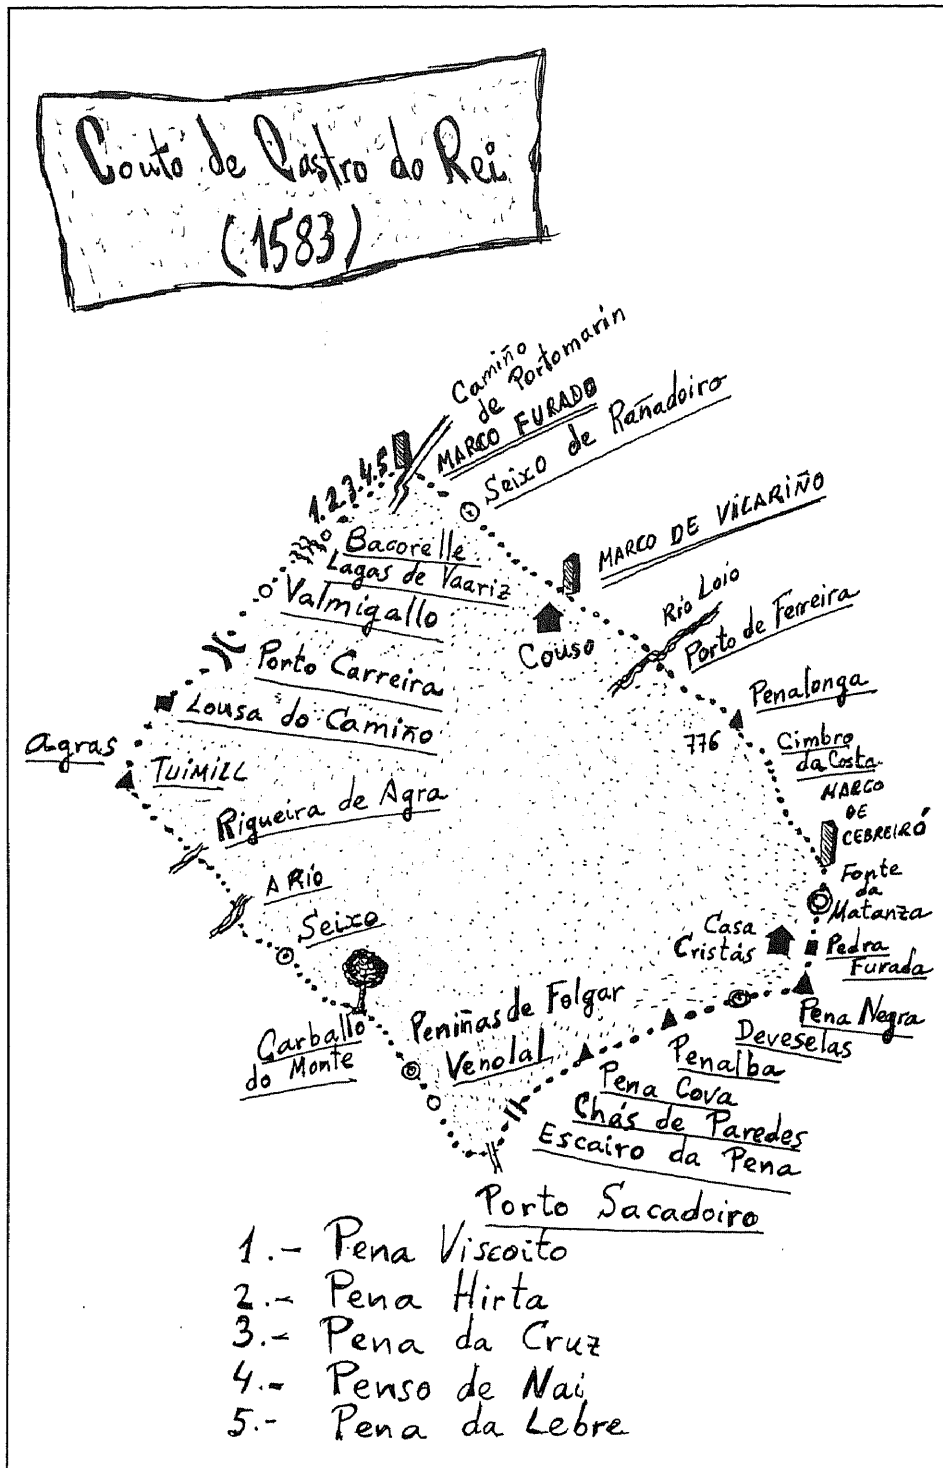 Couto de Castro do Rei
(1583)
Camiño
de Portomarín
MARCO FURADO
Seixo de Rañadoiro
1.2.3.4.5
MARCO DE VILARIÑO
Bacorelle
Lagas de Vaariz
Valmigallo
Couso
Río Loio
Porto de Ferreira
Porto Carreira
Penalonga
Lousa do Camiño
776
Agras
Cimbro
da Costa
TUIMILL
MARCO
DE
CEBREIRÓ
Rigueira de Agra
Fonte
da
Matanza
A Río
Casa
Cristás
Seixo
Pedra
Furada
Peniñas de Folgar
Pena Negra
Venolal
Deveselas
Carballo
do Monte
Penalba
Pena Cova
Chás de Paredes
Escairo da Pena
Porto Sacadoiro
1.- Pena Viscoito
2.- Pena Hirta
3.- Pena da Cruz
4.- Penso de Nai
5.- Pena da Lebre